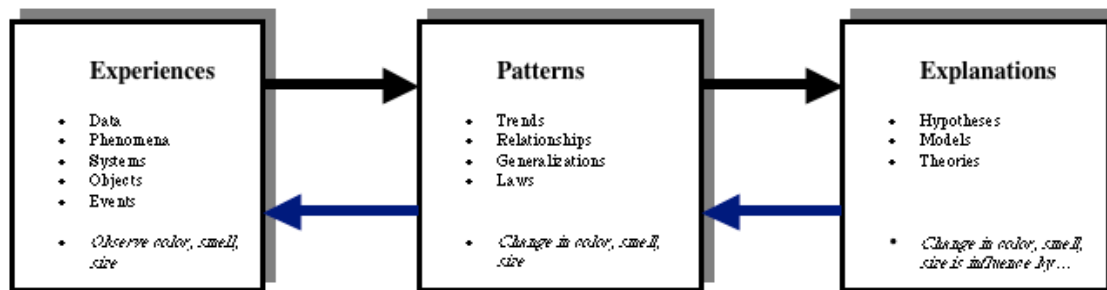 Experiences
• Data
• Phenomena
• Systems
• Objects
• Events
• Observe color, smell,
size
Patterns
• Trends
• Relationships
• Generalizations
• Laws
• Change in color, smell,
size
Explanations
• Hypotheses
• Models
• Theories
• Change in color, smell,
size is influence by...